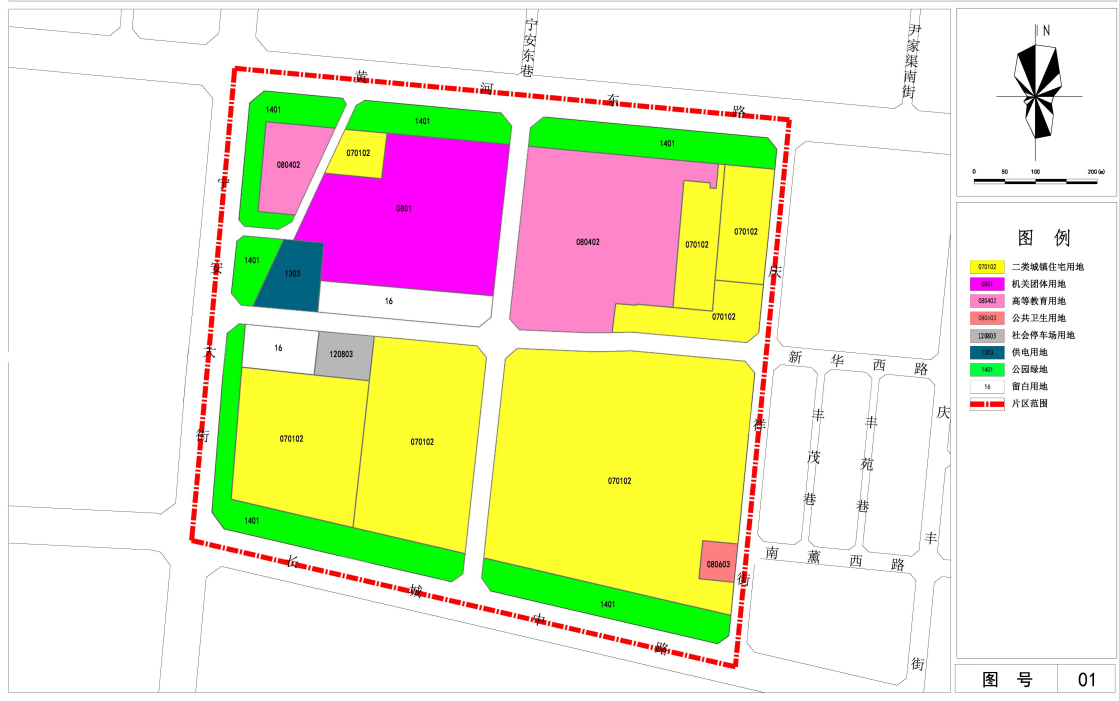 宁安东巷
尹家渠南街
黄河东路
宁安大街
庆祥街
长城中路
新华西路
丰茂巷
丰苑巷
南薰西路
庆丰街
1401
1401
1401
070102
080402
0801
080402
070102
070102
1401
1303
16
070102
16
120803
070102
070102
070102
1401
080603
1401
N
0 50 100 200(m)
图 例
070102 二类城镇住宅用地
0801 机关团体用地
080402 高等教育用地
080603 公共卫生用地
120803 社会停车场用地
1303 供电用地
1401 公园绿地
16 留白用地
片区范围
图 号 01